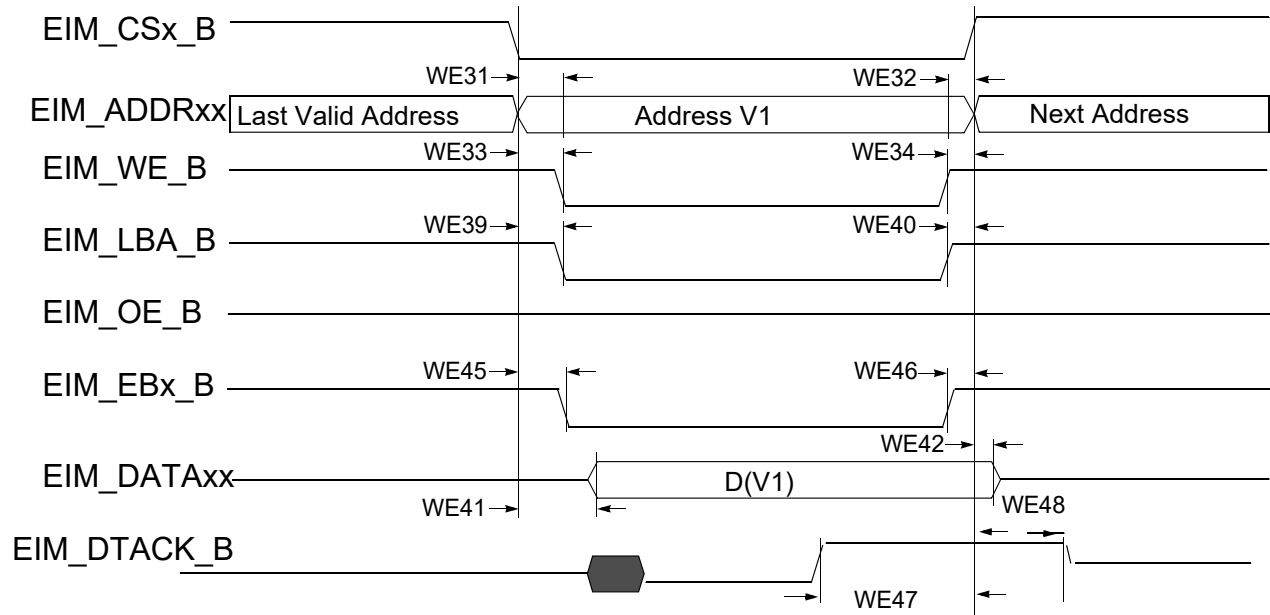 EIM_CSx_B
WE31
WE32
EIM_ADDRxx
Last Valid Address
Address V1
Next Address
WE33
WE34
EIM_WE_B
WE39
WE40
EIM_LBA_B
EIM_OE_B
WE45
WE46
EIM_EBx_B
WE42
EIM_DATAxx
D(V1)
WE41
WE48
EIM_DTACK_B
WE47